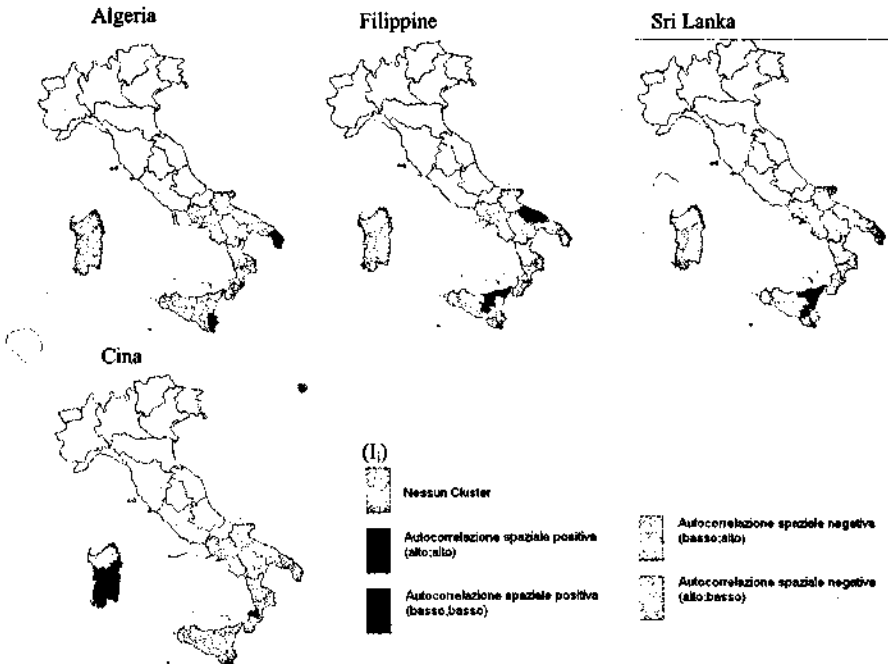 Algeria
Filippine
Sri Lanka
Cina
(Ii)
Nessun Cluster
Autocorrelazione spaziale positiva
(alto;alto)
Autocorrelazione spaziale positiva
(basso,basso)
Autocorrelazione spaziale negativa
(basso;alto)
Autocorrelazione spaziale negativa
(alto;basso)